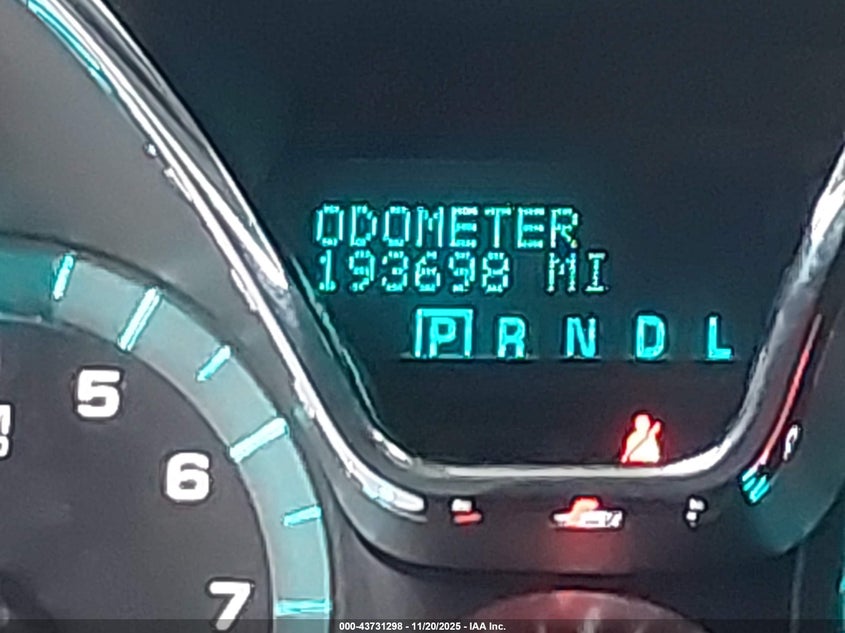 ODOMETER
193698 MI
P R N D L
5
6
7
000-43731298 - 11/20/2025 - IAA Inc.